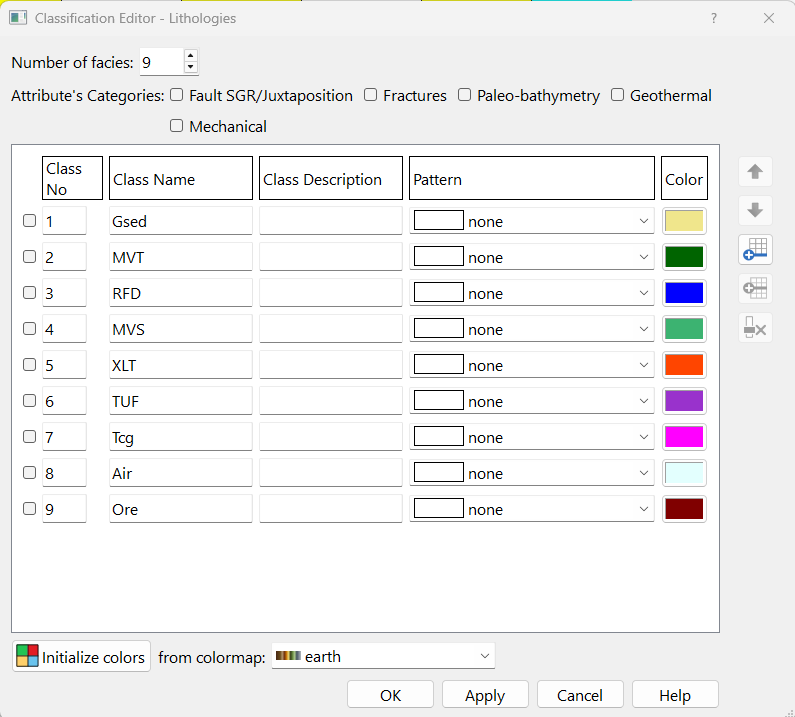 Classification Editor - Lithologies ?
Number of facies: 9
Attribute's Categories: Fault SGR/Juxtaposition Fractures Paleo-bathymetry Geothermal
Mechanical
Class No Class Name Class Description Pattern Color
1 Gsed none
2 MVT none
3 RFD none
4 MVS none
5 XLT none
6 TUF none
7 Tcg none
8 Air none
9 Ore none
Initialize colors from colormap: earth
OK Apply Cancel Help